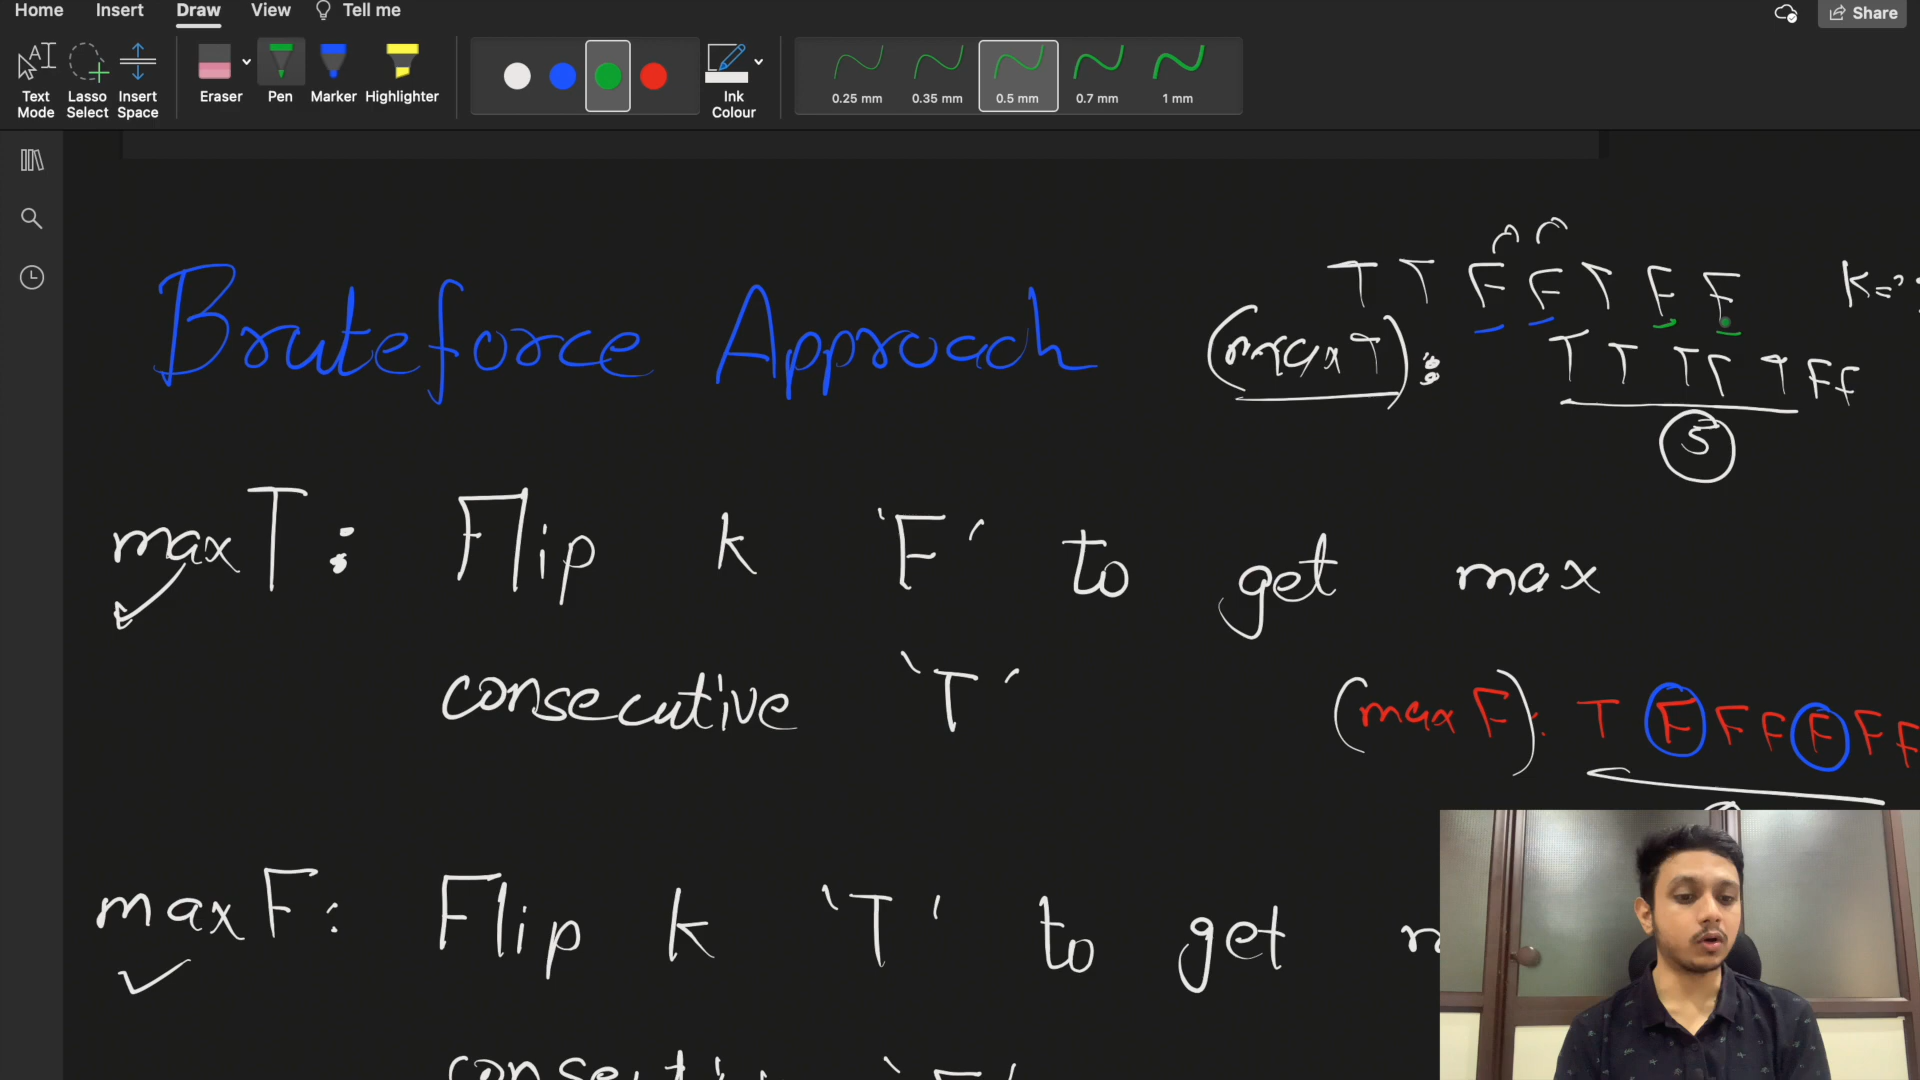 Home Insert Draw View Tell me Share
Text Mode Lasso Select Insert Space Eraser Pen Marker Highlighter Ink Colour 0.25 mm 0.35 mm 0.5 mm 0.7 mm 1 mm
T T F F T F F K=
Bruteforce Approach (maxT): T T T T T F F
5
maxT: Flip k 'F' to get max
consecutive 'T'
(maxF): T F F F F F F
maxF: Flip k 'T' to get